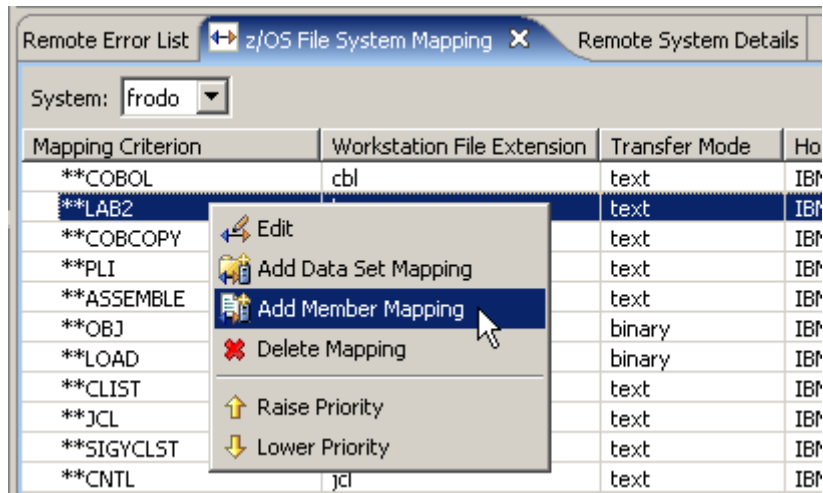 Remote Error List z/OS File System Mapping Remote System Details
System: frodo
Mapping Criterion Workstation File Extension Transfer Mode Ho
**COBOL cbl text IBM
**LAB2 text IBM
**COBCOPY text IBM
**PLI text IBM
**ASSEMBLE text IBM
**OBJ binary IBM
**LOAD binary IBM
**CLIST text IBM
**JCL text IBM
**SIGYCLST text IBM
**CNTL jcl text IBM
Edit
Add Data Set Mapping
Add Member Mapping
Delete Mapping
Raise Priority
Lower Priority